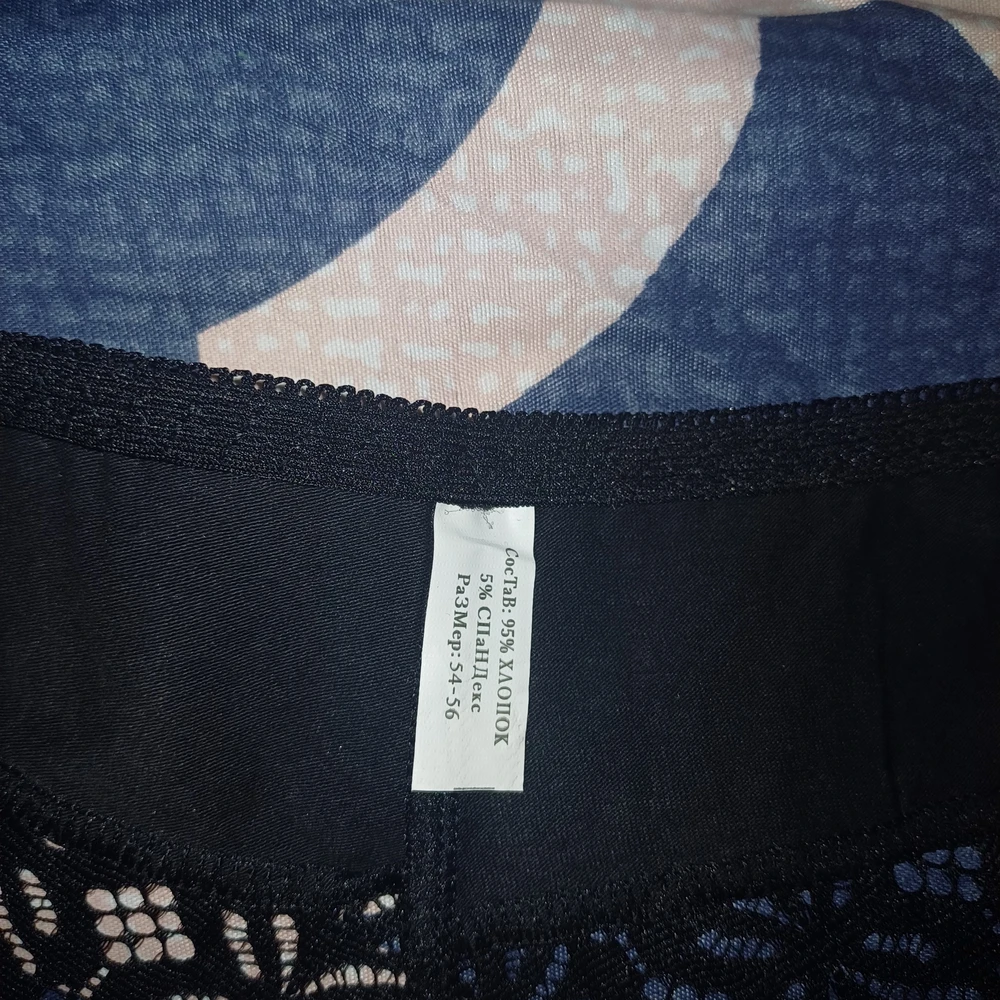 СосТаВ: 95% ХЛОПОК
5% СПаНДекс
РаЗМер: 54-56